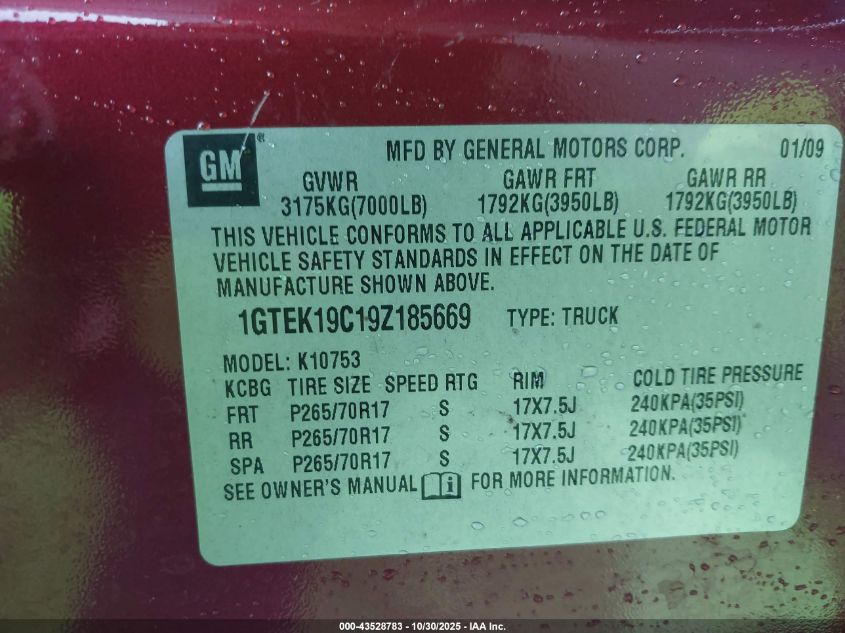 GM® MFD BY GENERAL MOTORS CORP. 01/09
GVWR GAWR FRT GAWR RR
3175KG(7000LB) 1792KG(3950LB) 1792KG(3950LB)
THIS VEHICLE CONFORMS TO ALL APPLICABLE U.S. FEDERAL MOTOR
VEHICLE SAFETY STANDARDS IN EFFECT ON THE DATE OF
MANUFACTURE SHOWN ABOVE.
1GTEK19C19Z185669 TYPE: TRUCK
MODEL: K10753
KCBG TIRE SIZE SPEED RTG RIM COLD TIRE PRESSURE
FRT P265/70R17 S 17X7.5J 240KPA(35PSI)
RR P265/70R17 S 17X7.5J 240KPA(35PSI)
SPA P265/70R17 S 17X7.5J 240KPA(35PSI)
SEE OWNER'S MANUAL i FOR MORE INFORMATION.
000-43528783 - 10/30/2025 - IAA Inc.